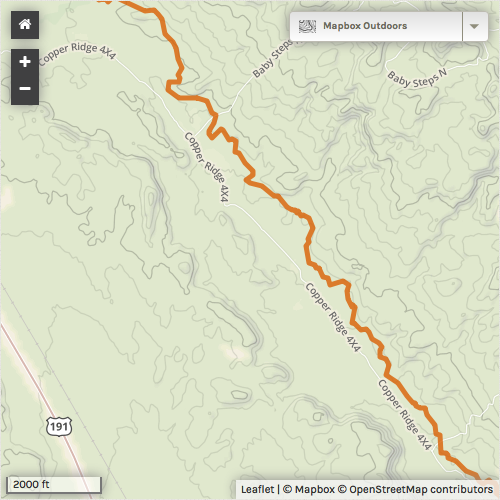 Mapbox Outdoors
+
−
Copper Ridge 4X4
Baby Steps
Baby Steps N
Copper Ridge 4X4
Copper Ridge 4X4
Copper Ridge 4X4
191
2000 ft
Leaflet | © Mapbox © OpenStreetMap contributors